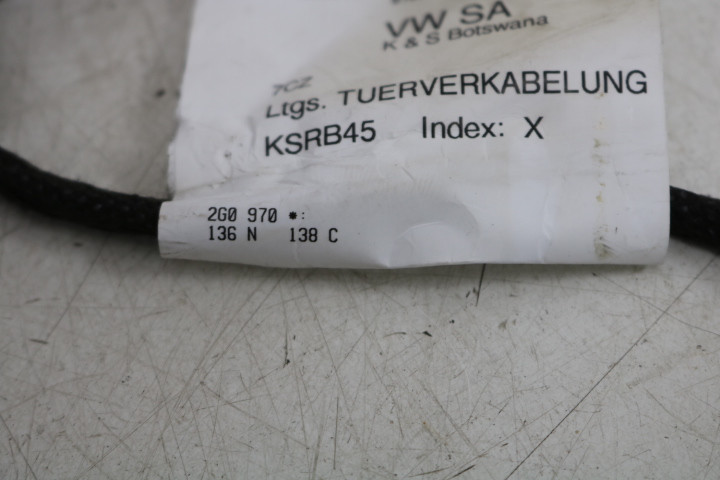 VW SA
K & S Botswana
7CZ
Ltgs. TUERVERKABELUNG
KSRB45 Index: X
2G0 970 *:
136 N 138 C